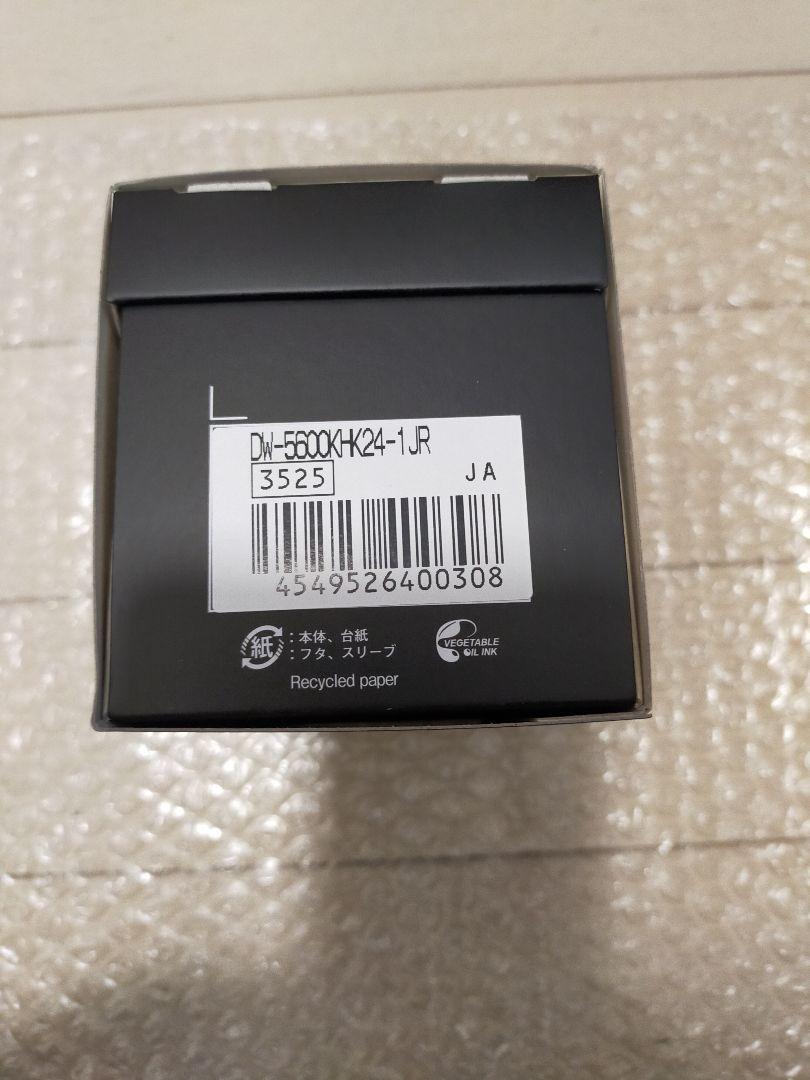 DW-5600KHK24-1JR
3525 JA
4549526400308
紙 :本体、台紙
:フタ、スリーブ
Recycled paper
VEGETABLE
OIL INK